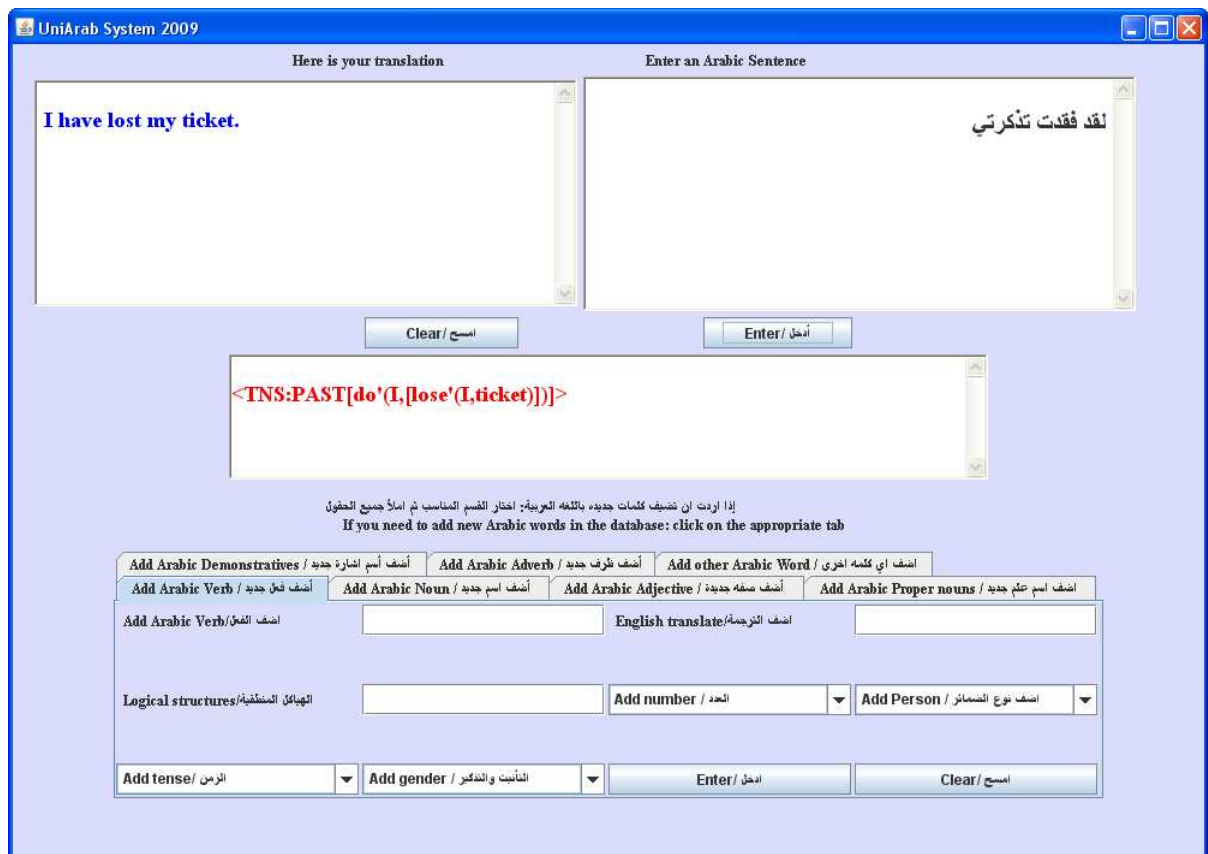 UniArab System 2009
Here is your translation
Enter an Arabic Sentence
I have lost my ticket.
لقد فقدت تذكرتي
Clear/امسح
Enter/أدخل
<TNS:PAST[do'(I,[lose'(I,ticket)])]>
إذا اردت ان تضيف كلمات جديده باللغه العربية: اختار القسم المناسب ثم املأ جميع الحقول
If you need to add new Arabic words in the database: click on the appropriate tab
Add Arabic Demonstratives / أضف أسم اشارة جديد
Add Arabic Adverb / أضف ظرف جديد
Add other Arabic Word / اضف اي كلمه اخرى
Add Arabic Verb / أضف فعل جديد
Add Arabic Noun / أضف اسم جديد
Add Arabic Adjective / أضف صفه جديدة
Add Arabic Proper nouns / اضف اسم علم جديد
Add Arabic Verb/اضف الفعل
English translate/اضف الترجمة
Logical structures/الهياكل المنطقية
Add number / العدد
Add Person / اضف نوع الضمائر
Add tense/ الزمن
Add gender / التأنيث والتذكير
Enter/ ادخل
Clear/امسح